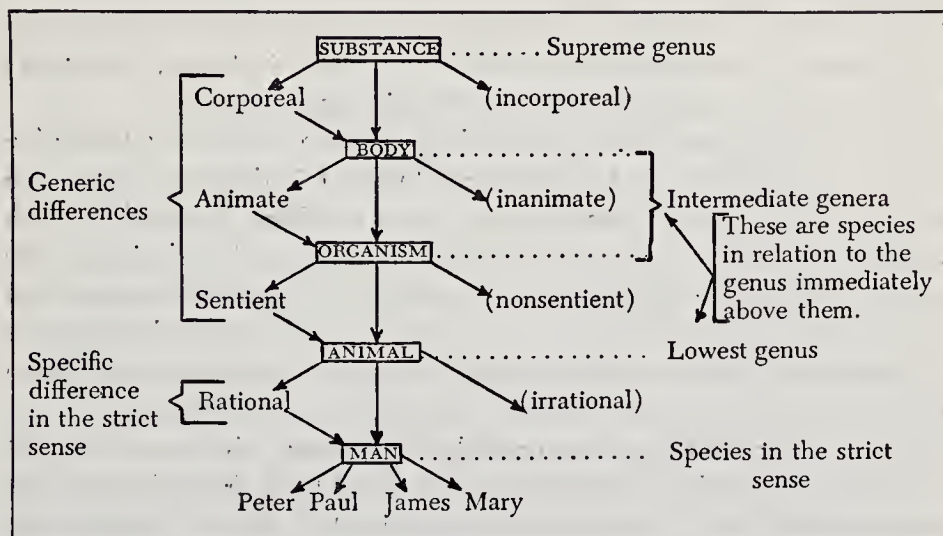 SUBSTANCE ....... Supreme genus
Corporeal (incorporeal)
BODY
Generic
differences
Animate (inanimate)
Intermediate genera
These are species
in relation to the
genus immediately
above them.
ORGANISM
Sentient (nonsentient)
ANIMAL Lowest genus
Specific
difference
in the strict
sense
Rational (irrational)
MAN Species in the strict
sense
Peter Paul James Mary